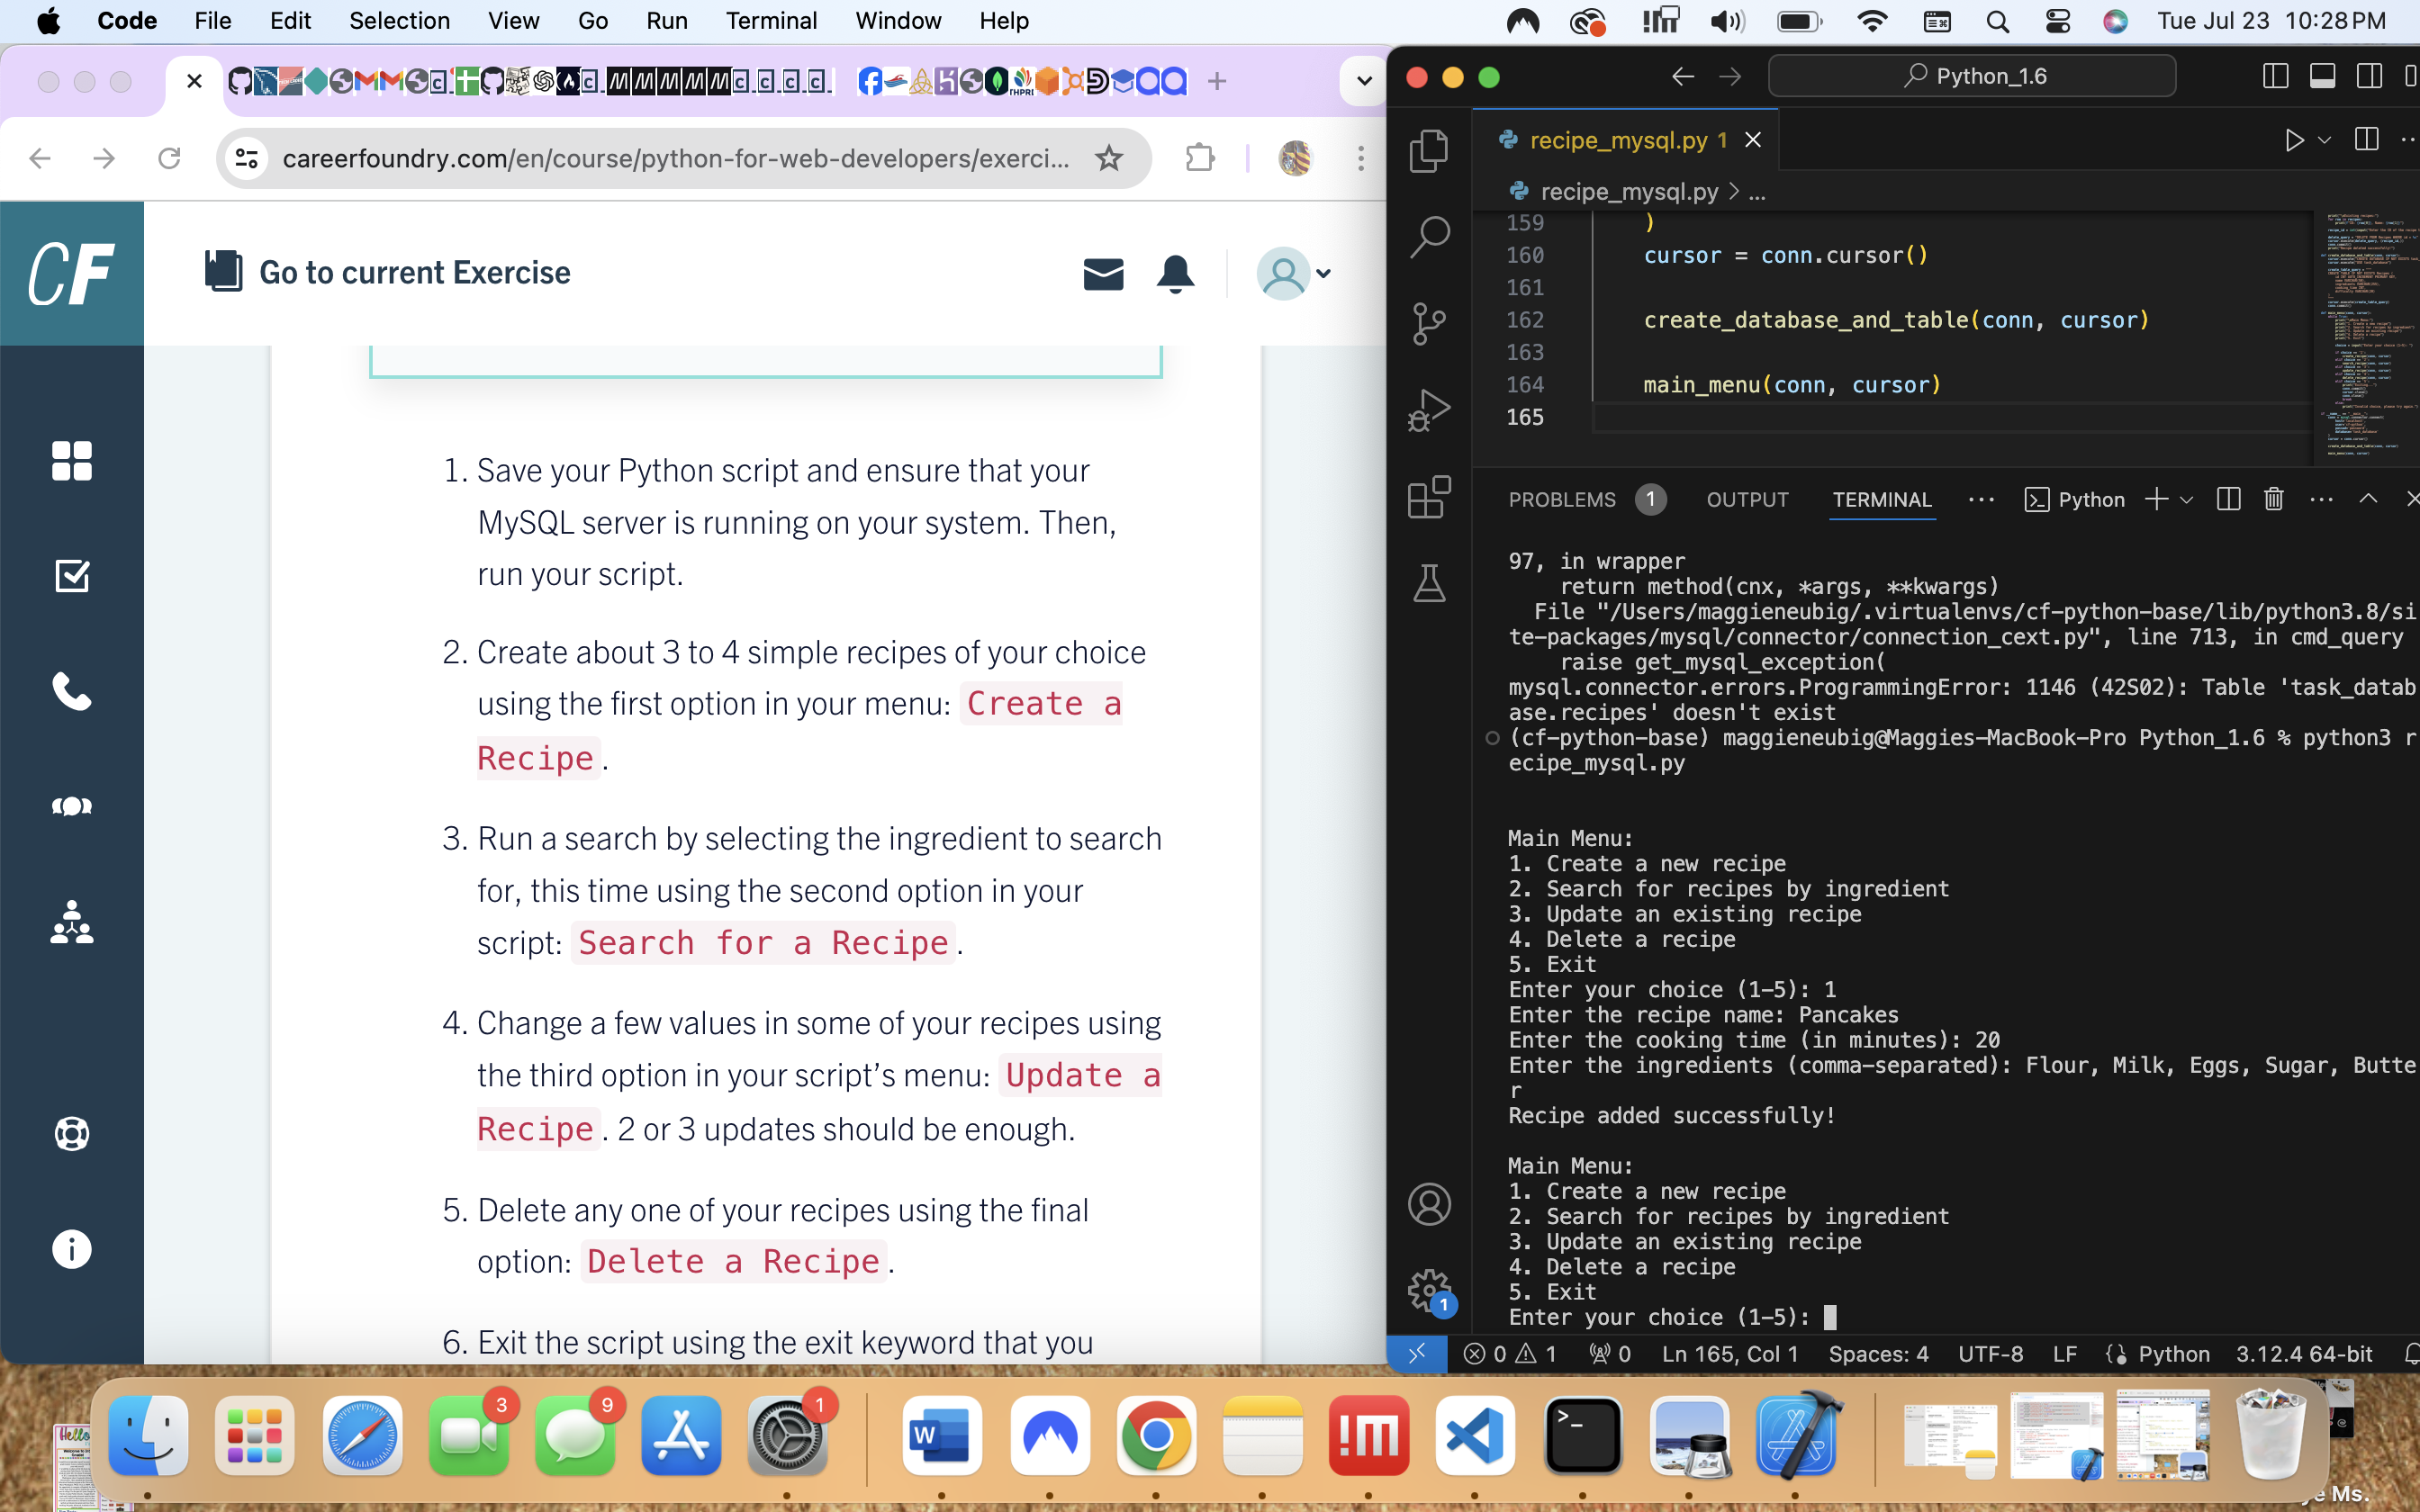 Code File Edit Selection View Go Run Terminal Window Help Tue Jul 23 10:28 PM
careerfoundry.com/en/course/python-for-web-developers/exerci...
CF
Go to current Exercise
1. Save your Python script and ensure that your
MySQL server is running on your system. Then,
run your script.
2. Create about 3 to 4 simple recipes of your choice
using the first option in your menu: Create a
Recipe.
3. Run a search by selecting the ingredient to search
for, this time using the second option in your
script: Search for a Recipe.
4. Change a few values in some of your recipes using
the third option in your script’s menu: Update a
Recipe. 2 or 3 updates should be enough.
5. Delete any one of your recipes using the final
option: Delete a Recipe.
6. Exit the script using the exit keyword that you
Python_1.6
recipe_mysql.py 1
recipe_mysql.py > ...
159 )
160 cursor = conn.cursor()
161
162 create_database_and_table(conn, cursor)
163
164 main_menu(conn, cursor)
165
PROBLEMS 1 OUTPUT TERMINAL ... Python
97, in wrapper
return method(cnx, *args, **kwargs)
File "/Users/maggieneubig/.virtualenvs/cf-python-base/lib/python3.8/si
te-packages/mysql/connector/connection_cext.py", line 713, in cmd_query
raise get_mysql_exception(
mysql.connector.errors.ProgrammingError: 1146 (42S02): Table 'task_datab
ase.recipes' doesn't exist
(cf-python-base) maggieneubig@Maggies-MacBook-Pro Python_1.6 % python3 r
ecipe_mysql.py
Main Menu:
1. Create a new recipe
2. Search for recipes by ingredient
3. Update an existing recipe
4. Delete a recipe
5. Exit
Enter your choice (1-5): 1
Enter the recipe name: Pancakes
Enter the cooking time (in minutes): 20
Enter the ingredients (comma-separated): Flour, Milk, Eggs, Sugar, Butte
r
Recipe added successfully!
Main Menu:
1. Create a new recipe
2. Search for recipes by ingredient
3. Update an existing recipe
4. Delete a recipe
5. Exit
Enter your choice (1-5):
1
0 1 0 Ln 165, Col 1 Spaces: 4 UTF-8 LF Python 3.12.4 64-bit
3 9 1
W
Hello
Ms.